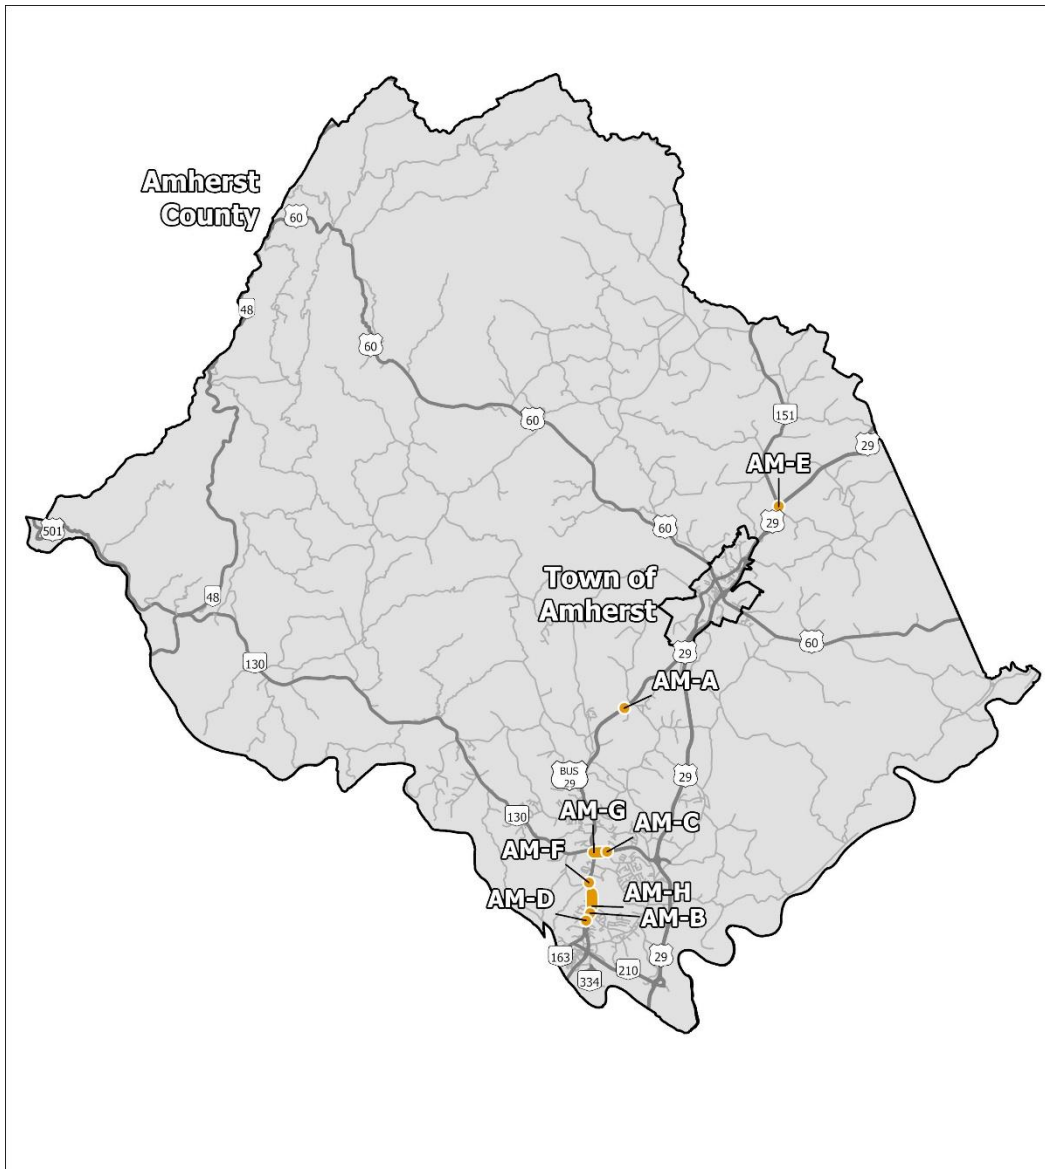 Amherst
County
60
48
60
60
151
29
AM-E
29
501
60
Town of
Amherst
48
60
130
29
AM-A
BUS
29
29
AM-G
130
AM-C
AM-F
AM-H
AM-D
AM-B
163
29
210
334